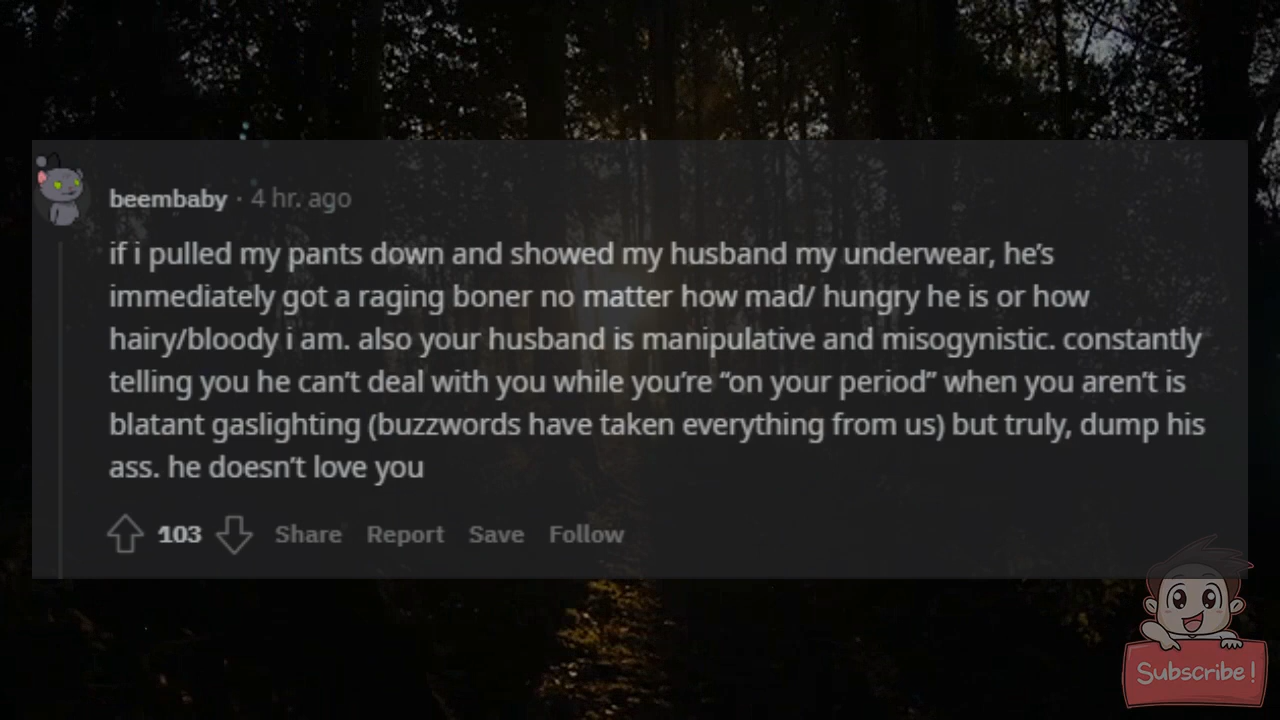 beembaby · 4 hr. ago
if i pulled my pants down and showed my husband my underwear, he’s
immediately got a raging boner no matter how mad/ hungry he is or how
hairy/bloody i am. also your husband is manipulative and misogynistic. constantly
telling you he can’t deal with you while you’re “on your period” when you aren’t is
blatant gaslighting (buzzwords have taken everything from us) but truly, dump his
ass. he doesn’t love you
103 Share Report Save Follow
Subscribe!